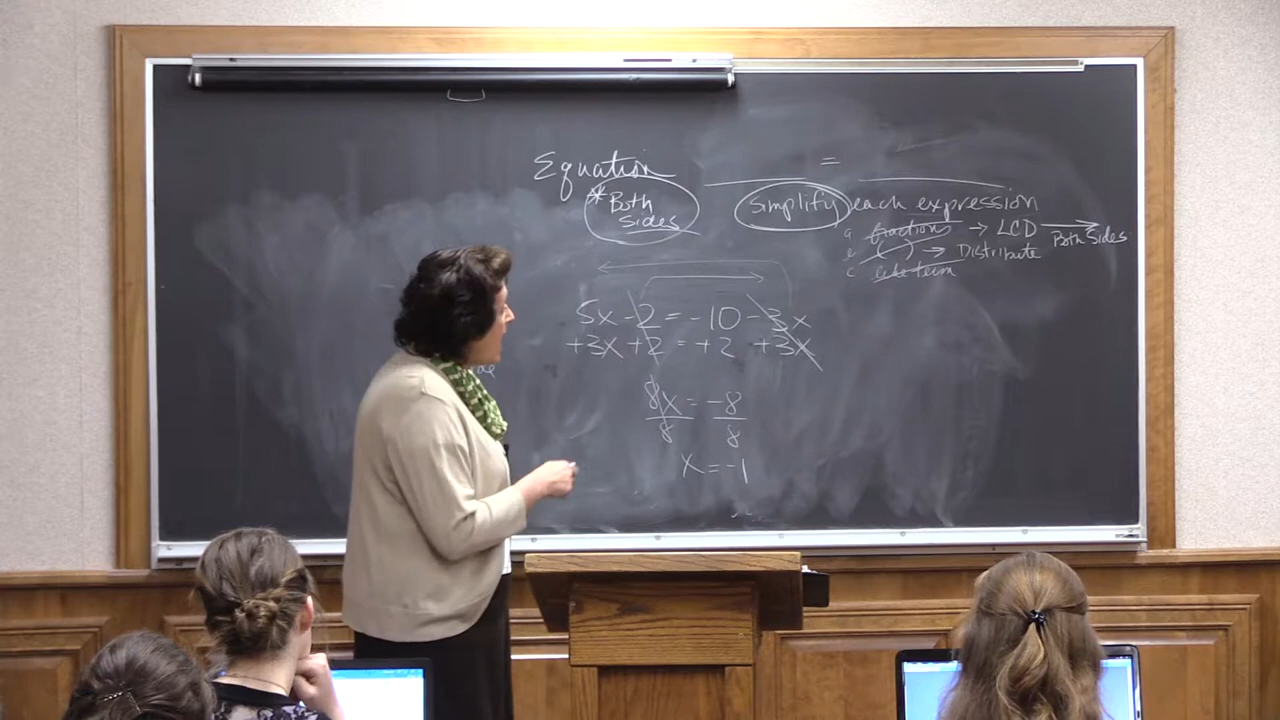 Equation =
* Both Simplify each expression
Sides
a fractions → LCD → Both Sides
( ) → Distribute
c like term
5x - 2 = -10 - 3x
+3x +2 = +2 +3x
8x = -8
8 8
x = -1